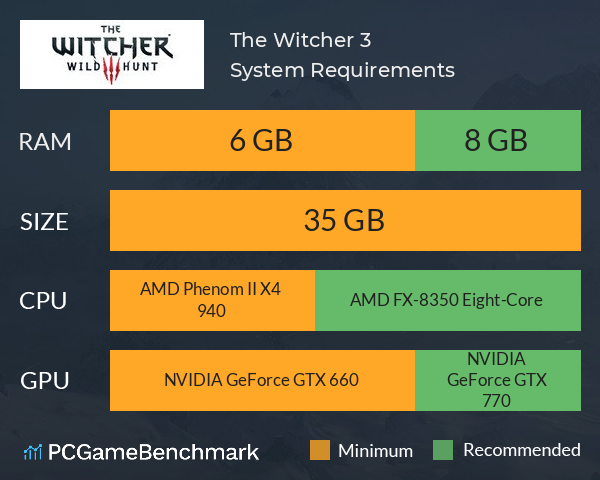 THE
WITCHER
WILD HUNT
The Witcher 3
System Requirements
RAM
6 GB
8 GB
SIZE
35 GB
CPU
AMD Phenom II X4
940
AMD FX-8350 Eight-Core
GPU
NVIDIA GeForce GTX 660
NVIDIA
GeForce GTX
770
PCGameBenchmark
Minimum
Recommended